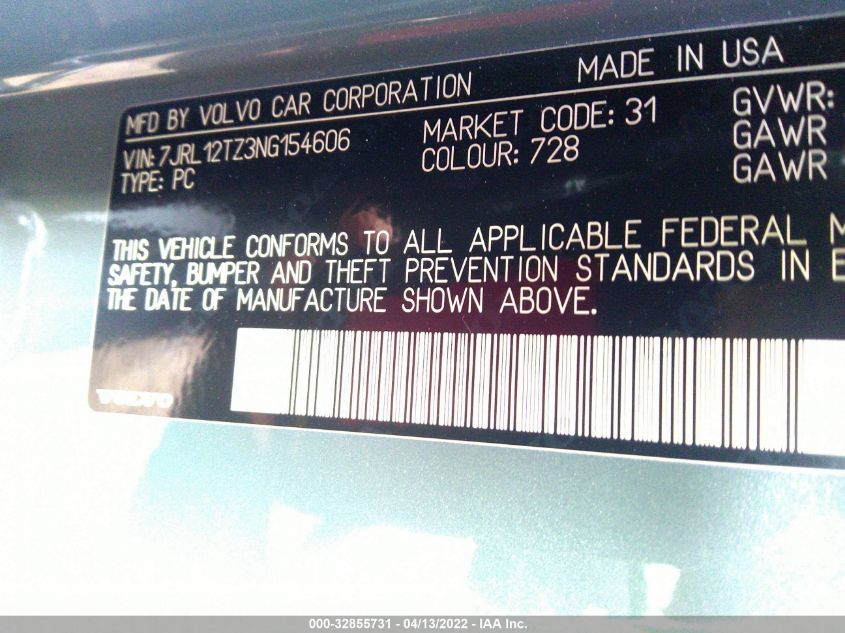 MFD BY VOLVO CAR CORPORATION MADE IN USA
VIN: 7JRL12TZ3NG154606 MARKET CODE: 31 GVWR:
TYPE: PC COLOUR: 728 GAWR
GAWR
THIS VEHICLE CONFORMS TO ALL APPLICABLE FEDERAL M
SAFETY, BUMPER AND THEFT PREVENTION STANDARDS IN E
THE DATE OF MANUFACTURE SHOWN ABOVE.
VOLVO
000-32855731 - 04/13/2022 - IAA Inc.